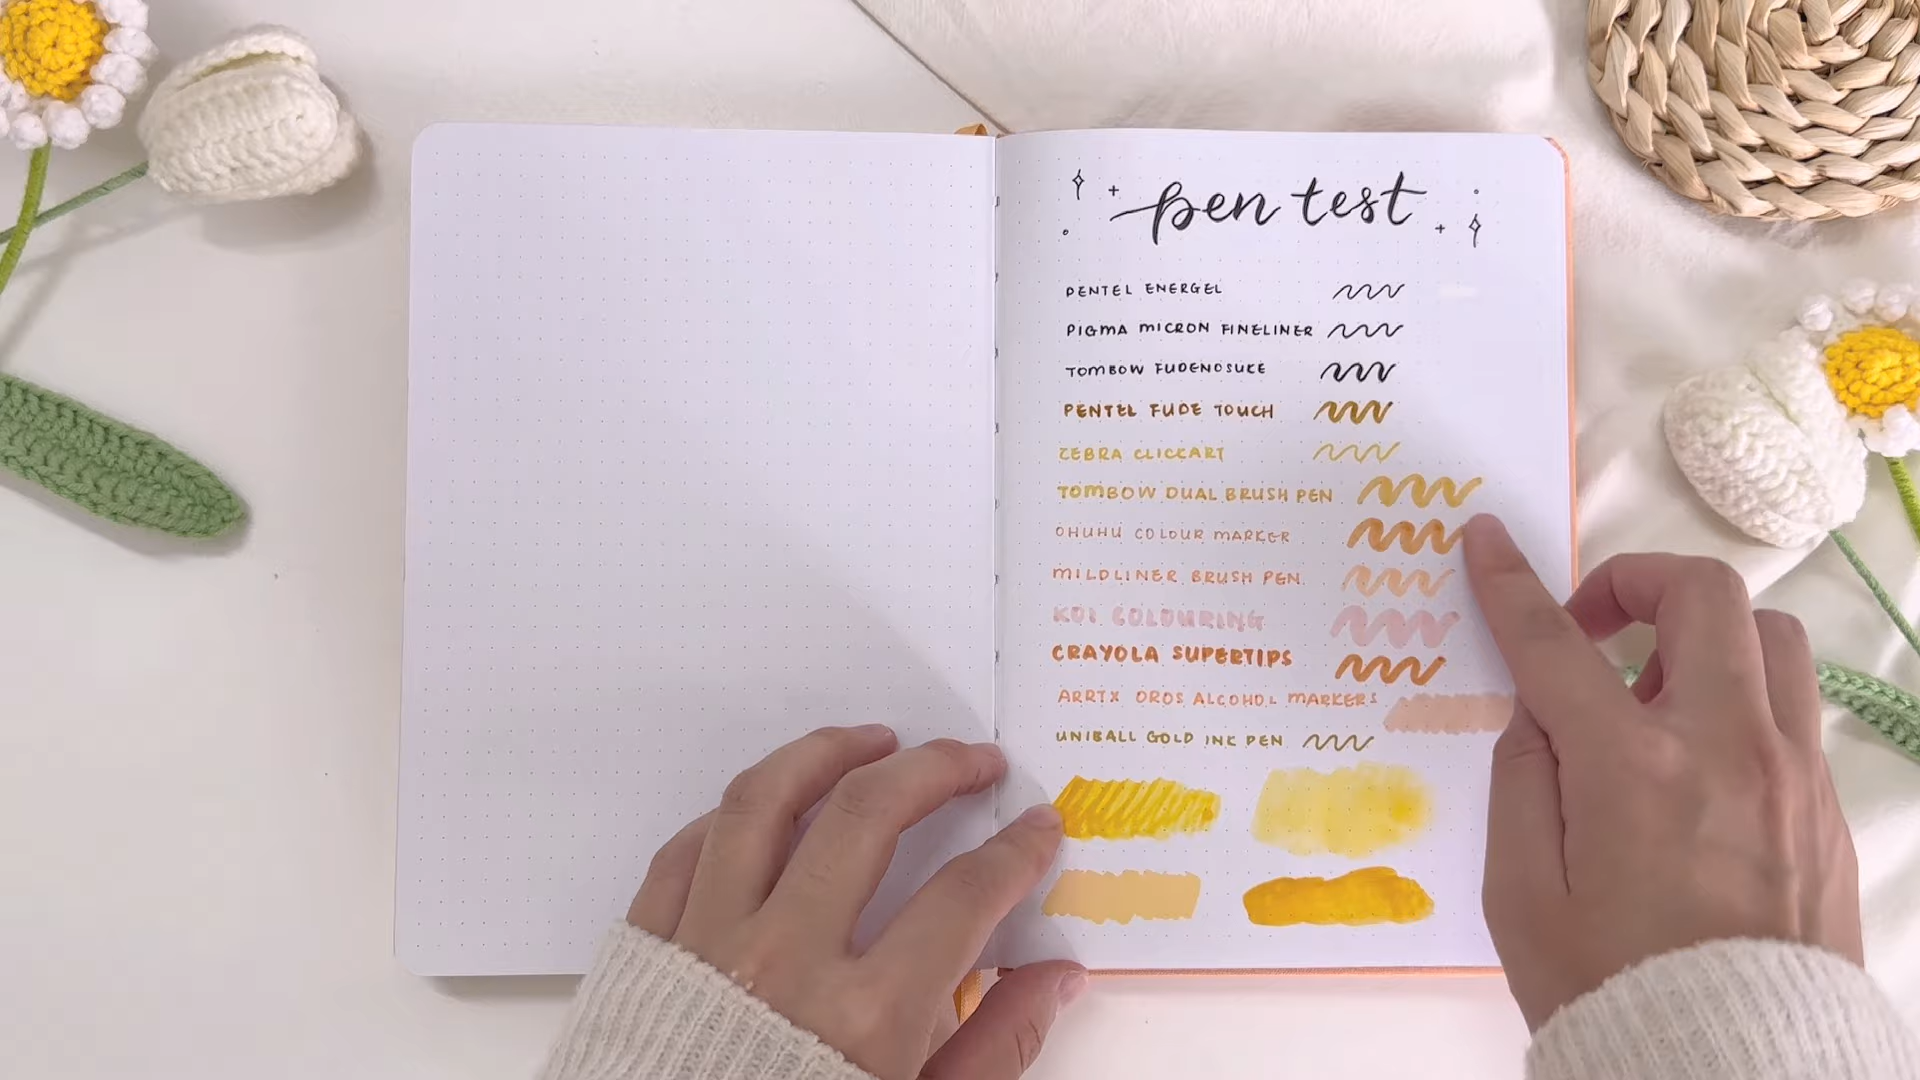 pen test
PENTEL ENERGEL
PIGMA MICRON FINELINER
TOMBOW FUDENOSUKE
PENTEL FUDE TOUCH
ZEBRA CLICCART
TOMBOW DUAL BRUSH PEN
OHUHU COLOUR MARKER
MILDLINER BRUSH PEN
KOI COLOURING
CRAYOLA SUPERTIPS
ARRTX OROS ALCOHOL MARKERS
UNIBALL GOLD INK PEN